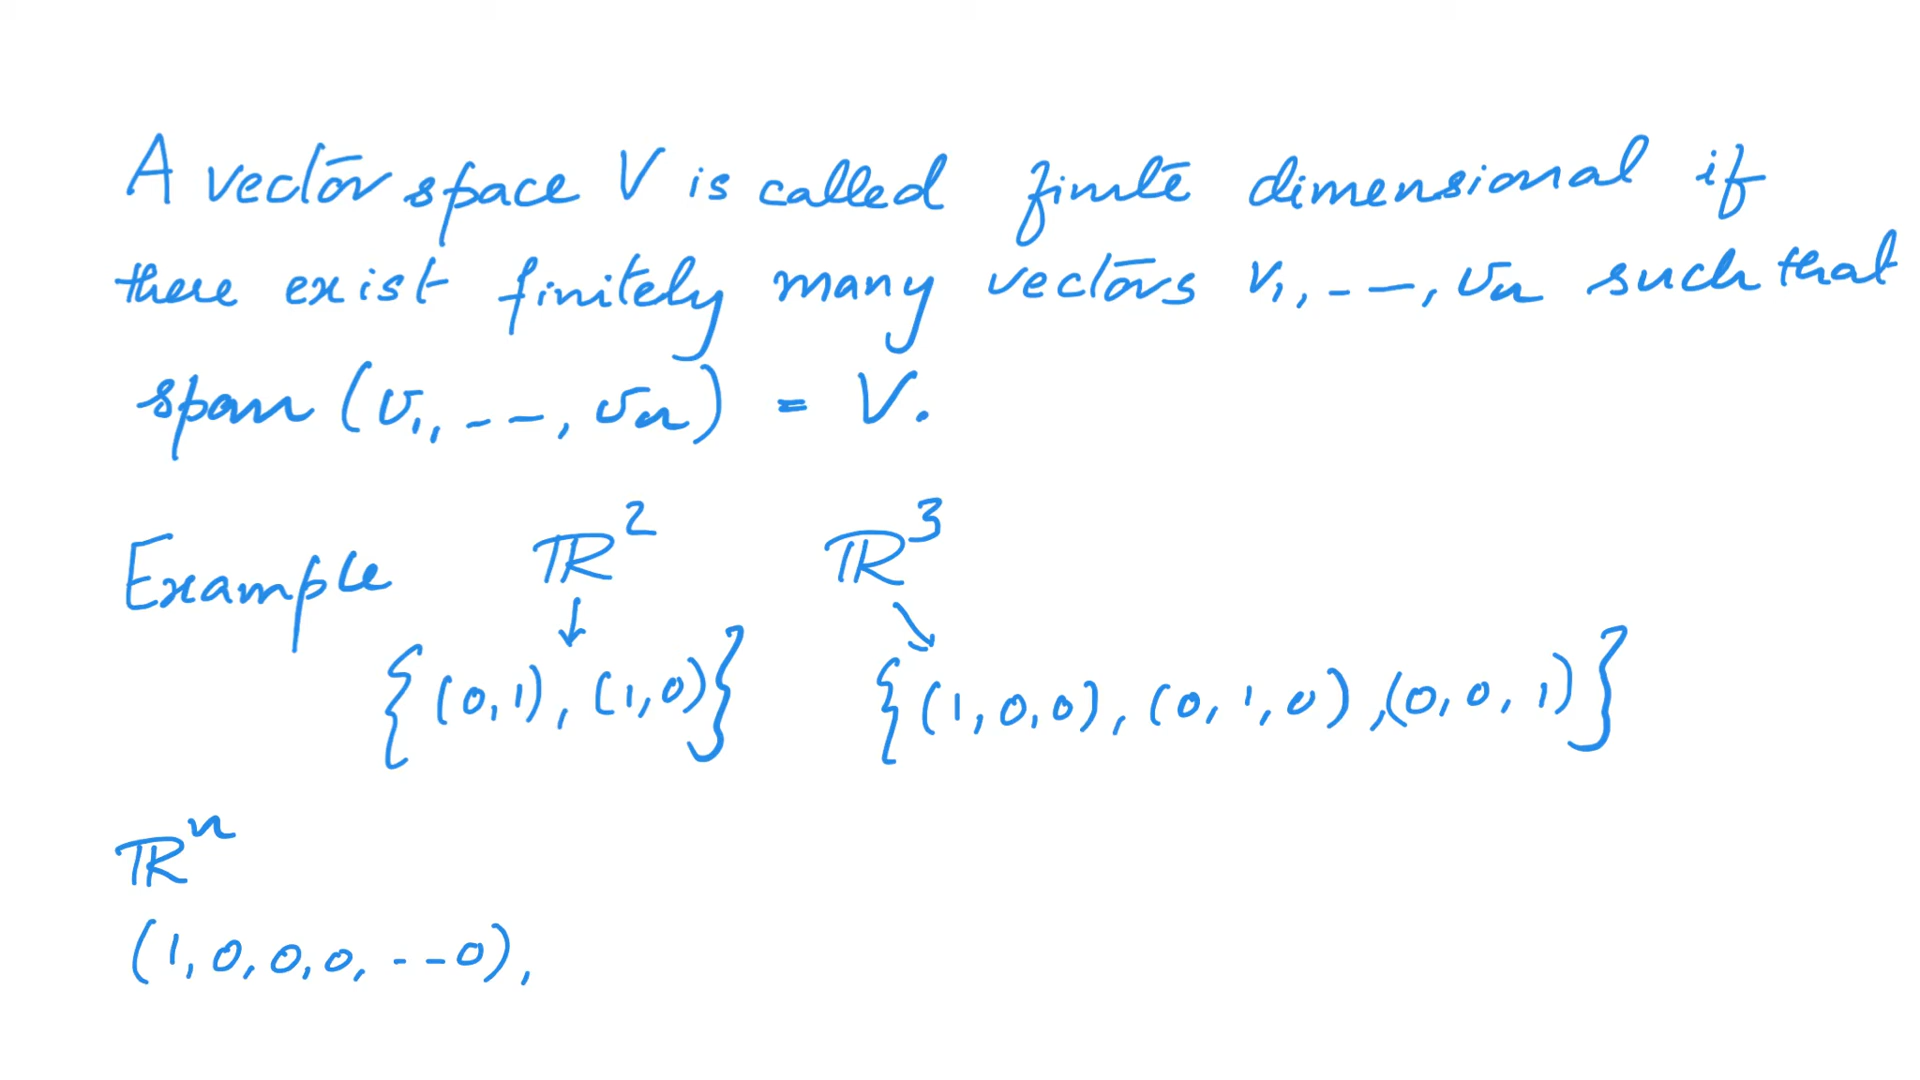 A vector space V is called finite dimensional if
there exist finitely many vectors v₁, - - -, vₙ such that
span (v₁, - - -, vₙ) = V.
Example ℝ² ℝ³
↓ ↘
{(0,1), (1,0)} {(1,0,0), (0,1,0), (0,0,1)}
ℝⁿ
(1,0,0,0, - - 0),